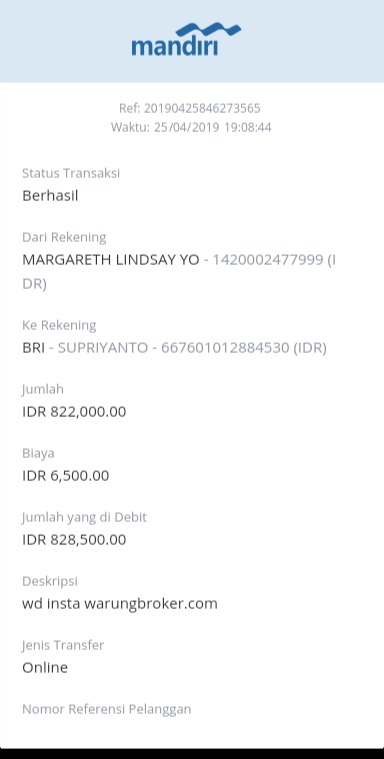 mandiri
Ref: 20190425846273565
Waktu: 25/04/2019 19:08:44
Status Transaksi
Berhasil
Dari Rekening
MARGARETH LINDSAY YO - 1420002477999 (I
DR)
Ke Rekening
BRI - SUPRIYANTO - 667601012884530 (IDR)
Jumlah
IDR 822,000.00
Biaya
IDR 6,500.00
Jumlah yang di Debit
IDR 828,500.00
Deskripsi
wd insta warungbroker.com
Jenis Transfer
Online
Nomor Referensi Pelanggan